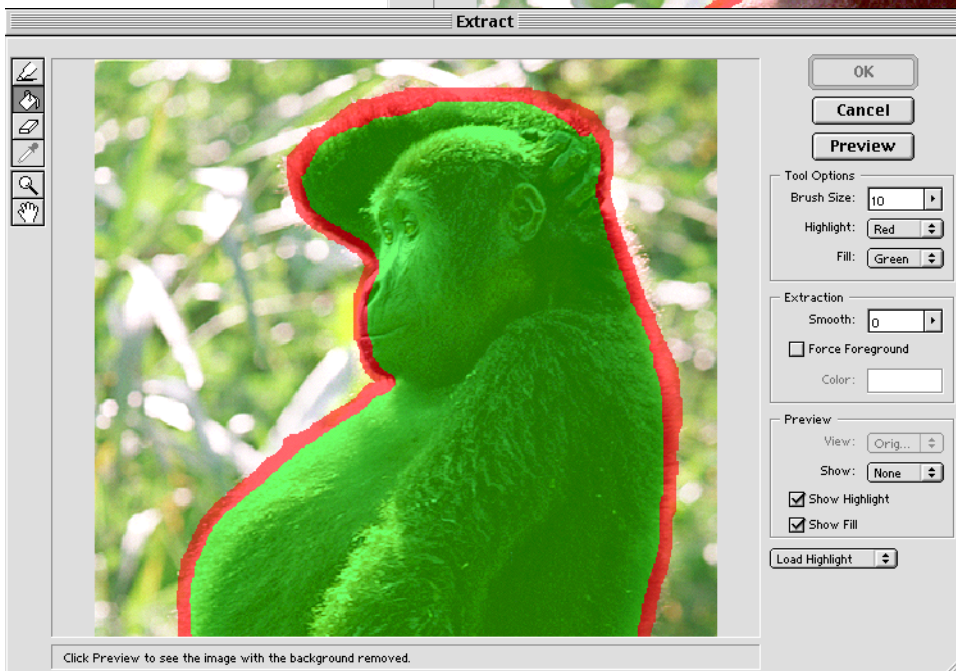 Extract
OK
Cancel
Preview
Tool Options
Brush Size: 10
Highlight: Red
Fill: Green
Extraction
Smooth: 0
Force Foreground
Color:
Preview
View: Orig...
Show: None
Show Highlight
Show Fill
Load Highlight
Click Preview to see the image with the background removed.